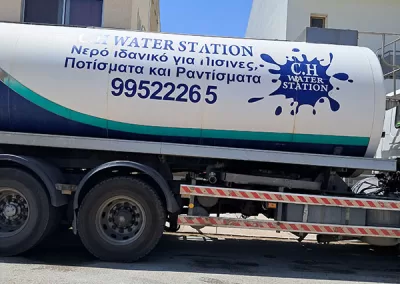 C.H WATER STATION
Νερό ιδανικό για πισίνες,
Ποτίσματα και Ραντίσματα
99522265
C.H
WATER
STATION